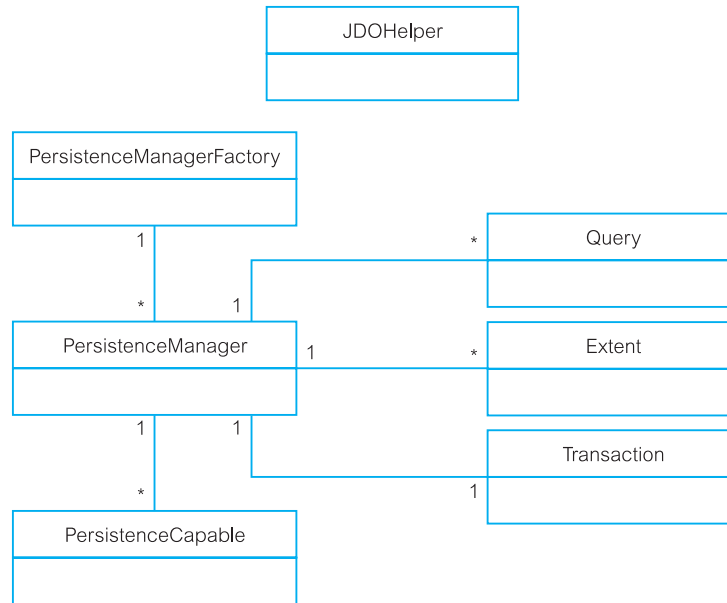 JDOHelper
PersistenceManagerFactory
1
*
Query
*
1
PersistenceManager
1
*
Extent
1
1
Transaction
1
*
PersistenceCapable